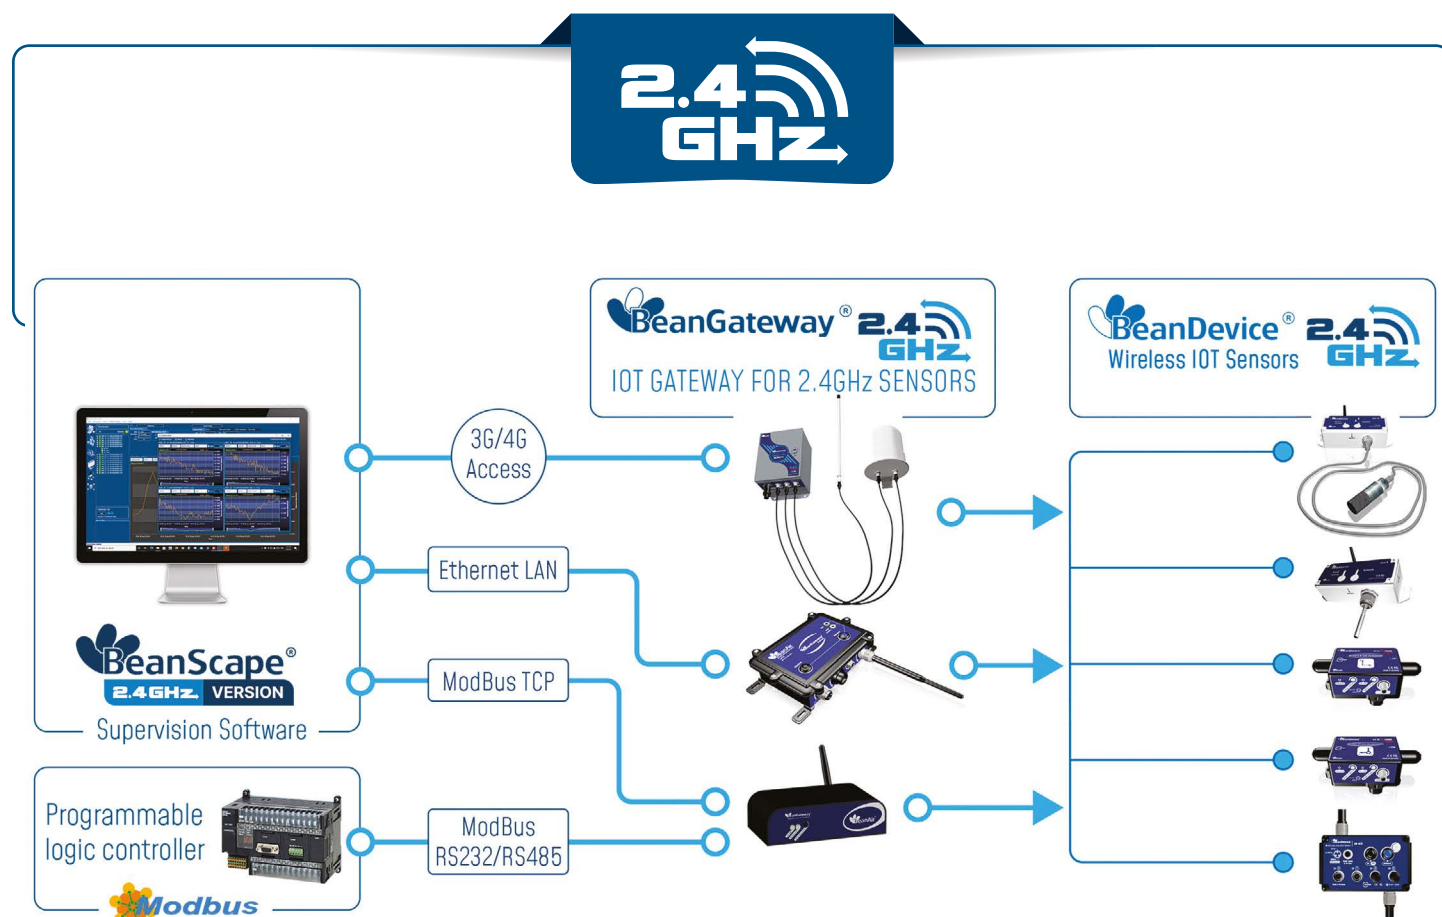 2.4
GHz
BeanGateway® 2.4
GHz
IOT GATEWAY FOR 2.4GHz SENSORS
BeanDevice® 2.4
Wireless IOT Sensors GHz
3G/4G
Access
Ethernet LAN
BeanScape®
2.4GHz VERSION
Supervision Software
ModBus TCP
Programmable
logic controller
Modbus
ModBus
RS232/RS485
BeanGateway
BeanAir